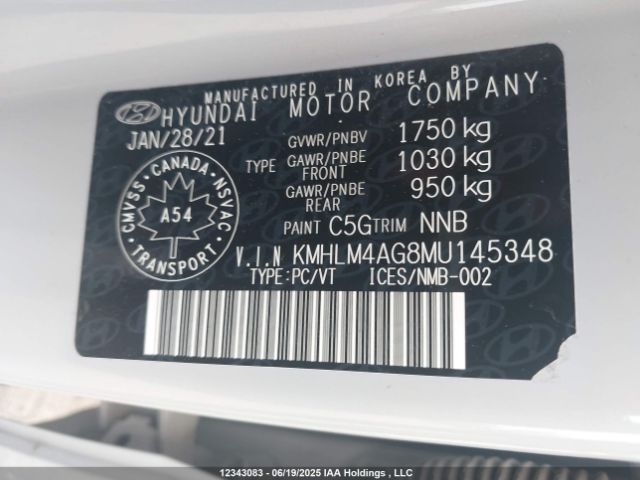 MANUFACTURED IN KOREA BY
HYUNDAI MOTOR COMPANY
JAN/28/21
GVWR/PNBV 1750 kg
TYPE GAWR/PNBE FRONT 1030 kg
GAWR/PNBE REAR 950 kg
CANADA
CMVSS NSVAC
A54
TRANSPORT
PAINT C5G TRIM NNB
V.I.N KMHLM4AG8MU145348
TYPE:PC/VT ICES/NMB-002
12343083 - 06/19/2025 IAA Holdings , LLC